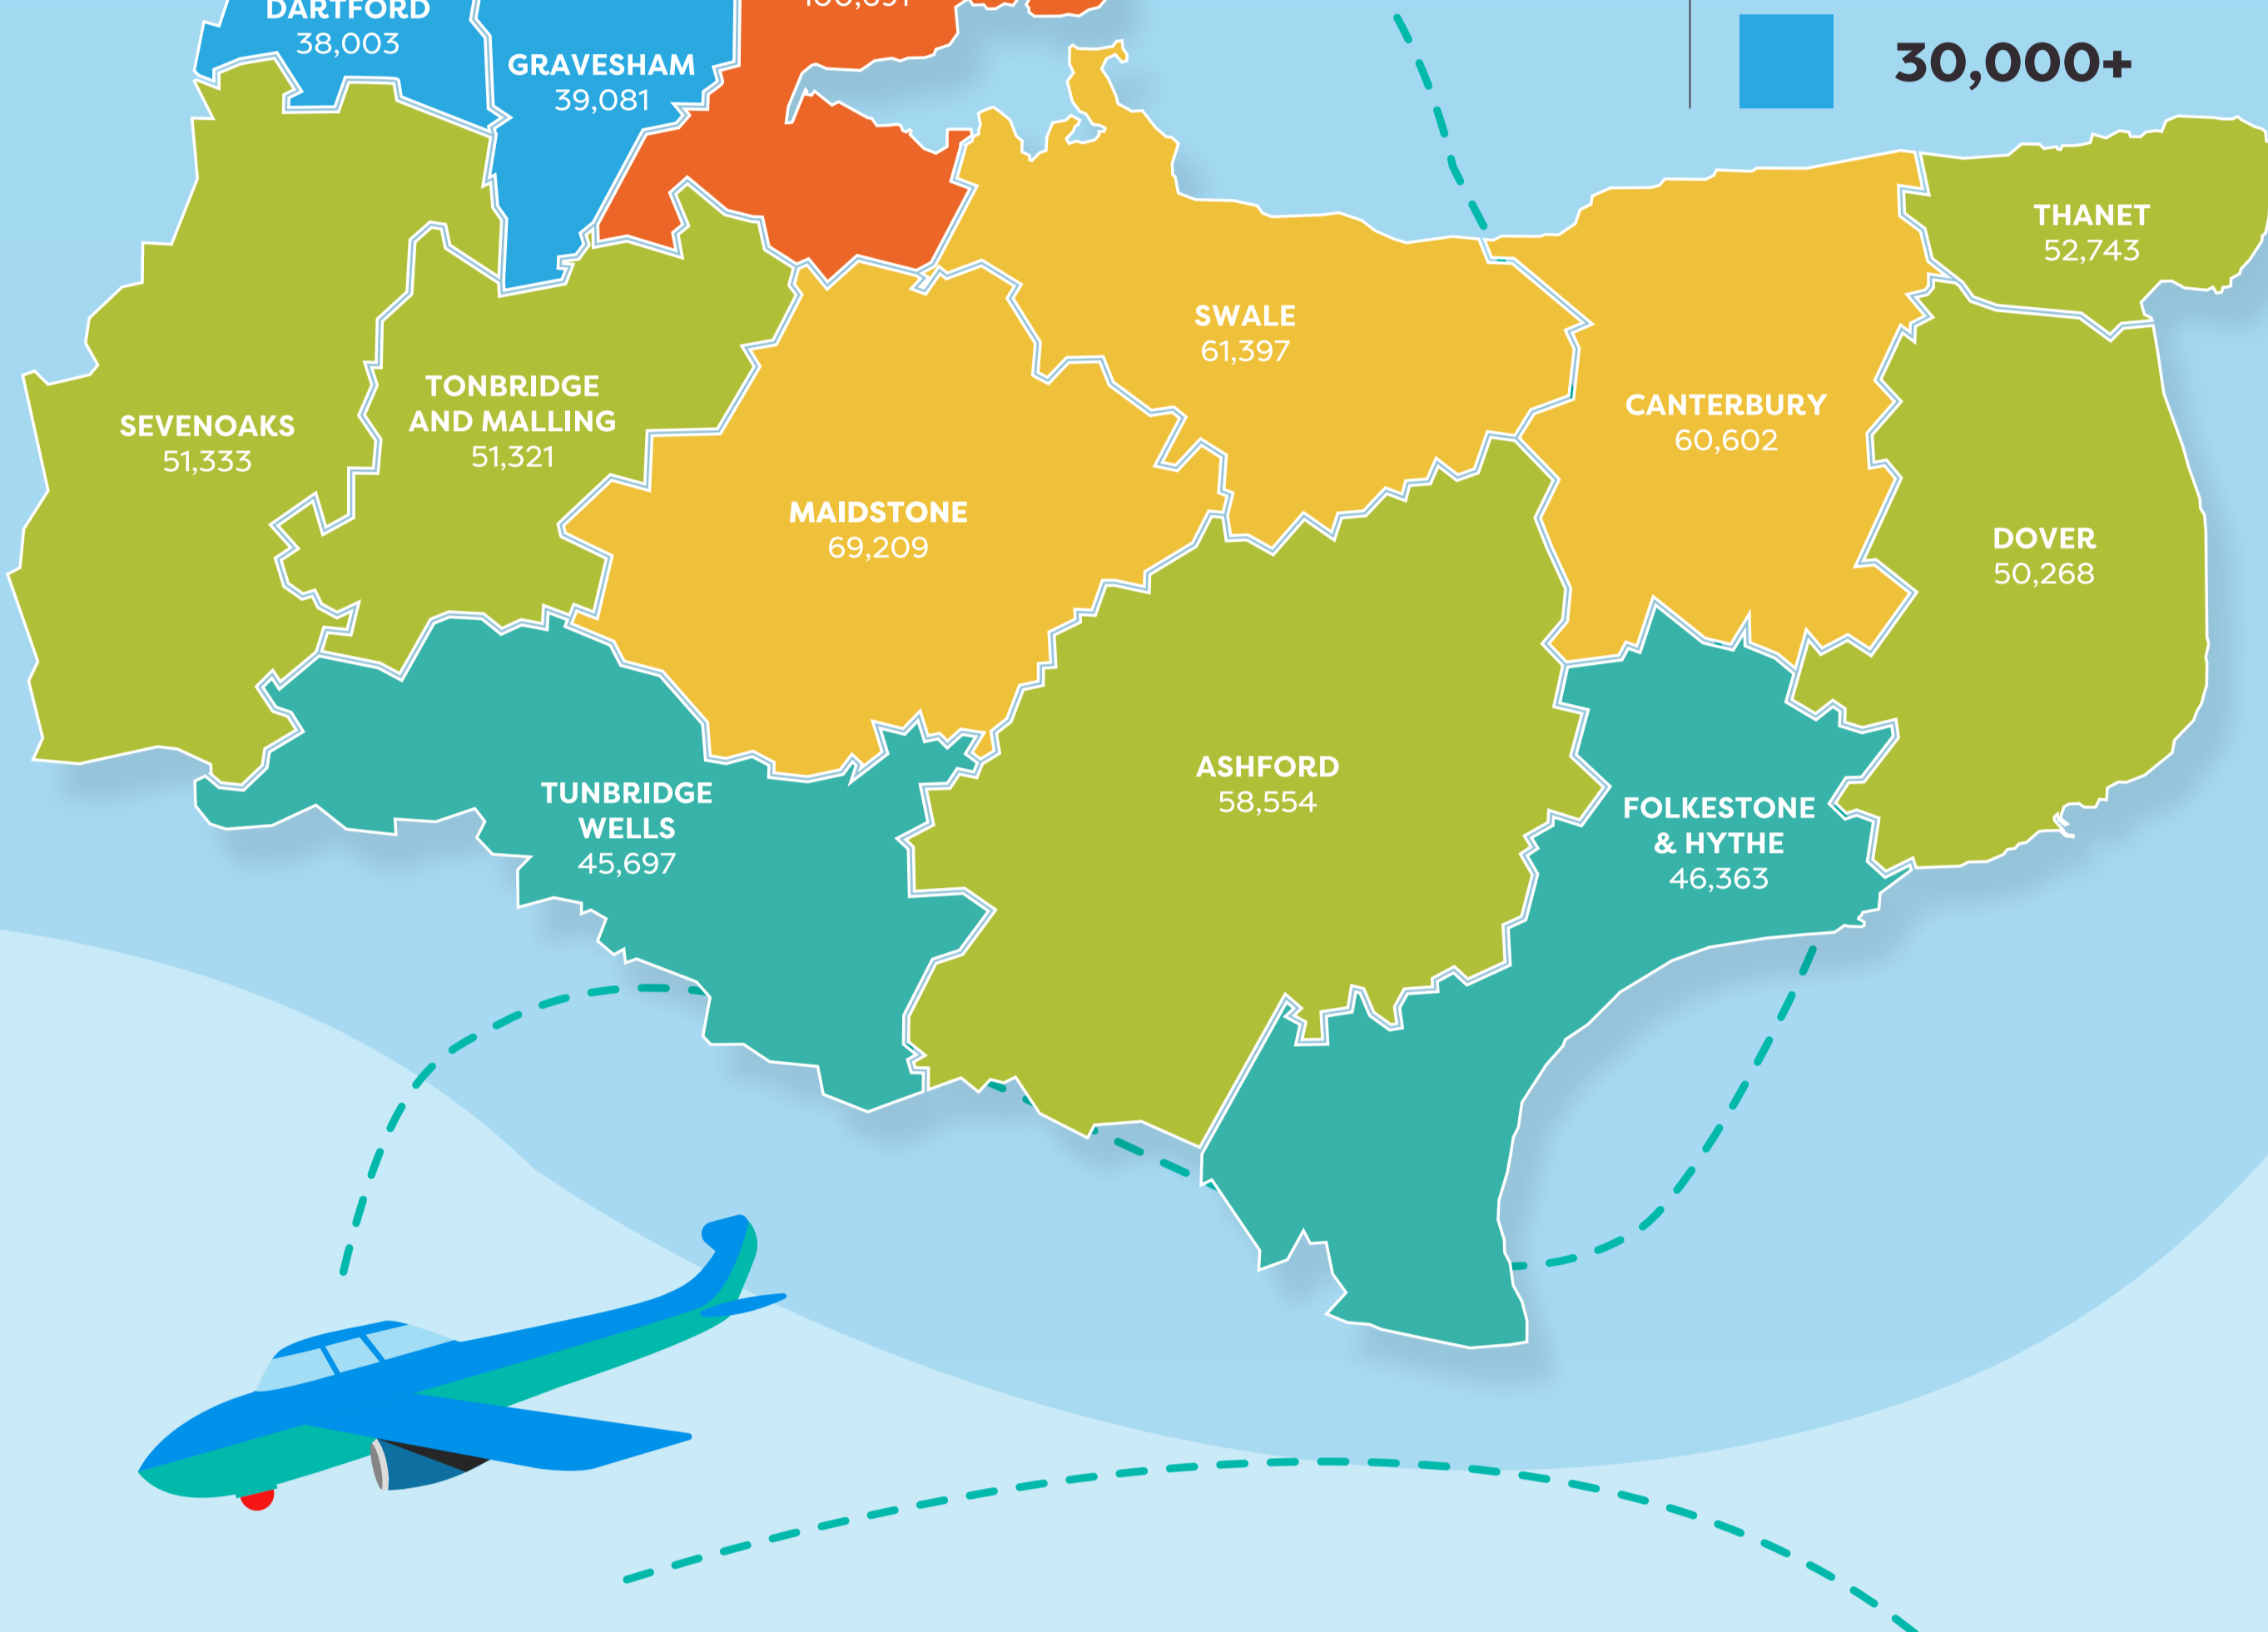 DARTFORD
38,003
GRAVESHAM
39,081
30,000+
THANET
52,743
SWALE
61,397
CANTERBURY
60,602
TONBRIDGE
AND MALLING
51,321
SEVENOAKS
51,333
MAIDSTONE
69,209
DOVER
50,268
ASHFORD
58,554
TUNBRIDGE
WELLS
45,697
FOLKESTONE
& HYTHE
46,363